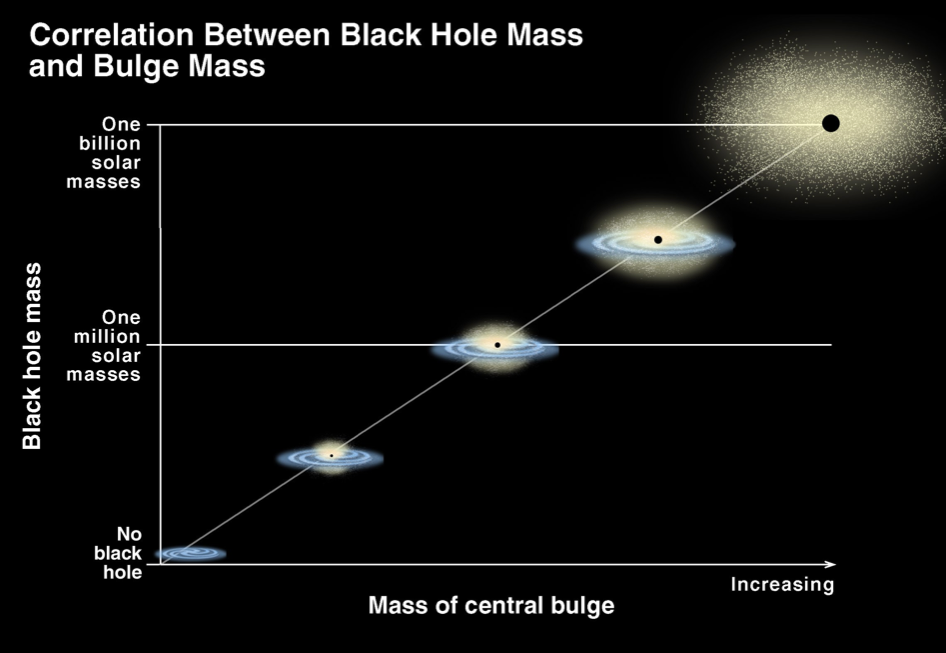 Correlation Between Black Hole Mass
and Bulge Mass
One
billion
solar
masses
Black hole mass
One
million
solar
masses
No
black
hole
Increasing
Mass of central bulge